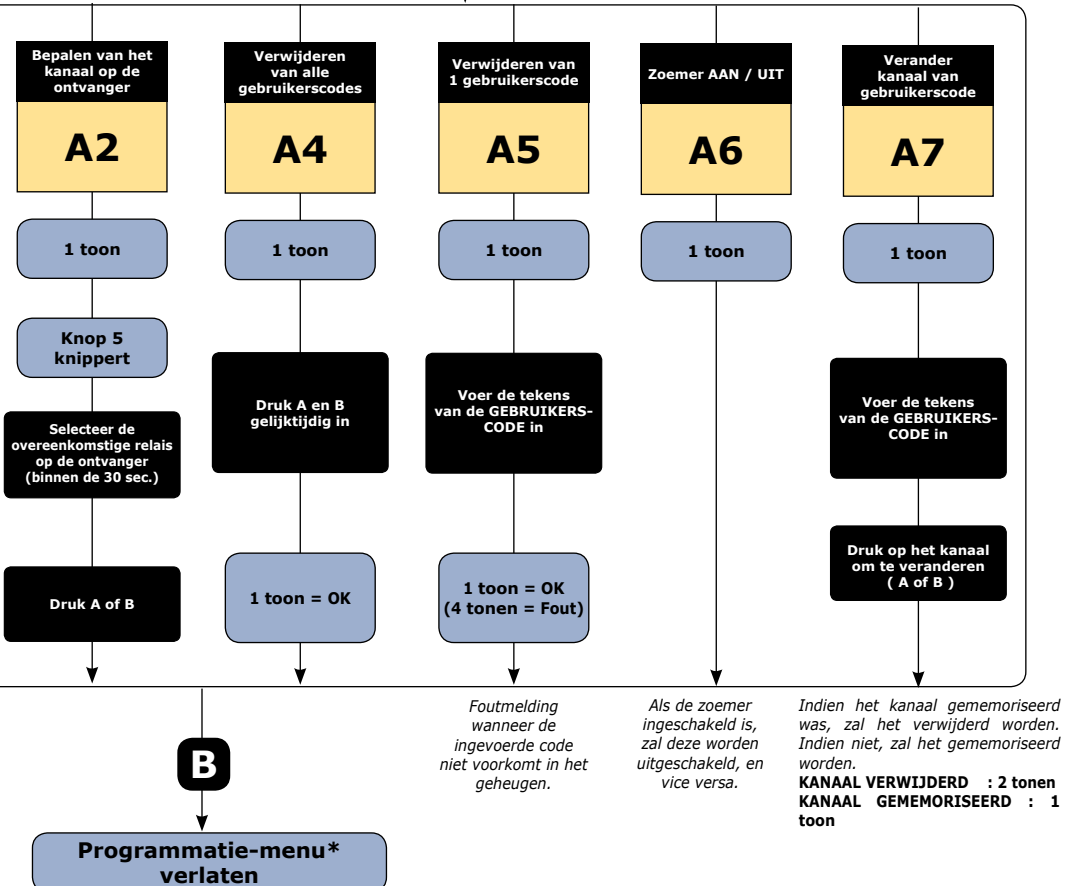 Bepalen van het
kanaal op de
ontvanger
A2
1 toon
Knop 5
knippert
Selecteer de
overeenkomstige relais
op de ontvanger
(binnen de 30 sec.)
Druk A of B
Verwijderen
van alle
gebruikerscodes
A4
1 toon
Druk A en B
gelijktijdig in
1 toon = OK
Verwijderen van
1 gebruikerscode
A5
1 toon
Voer de tekens
van de GEBRUIKERS-
CODE in
1 toon = OK
(4 tonen = Fout)
Foutmelding
wanneer de
ingevoerde code
niet voorkomt in het
geheugen.
Zoemer AAN / UIT
A6
1 toon
Als de zoemer
ingeschakeld is,
zal deze worden
uitgeschakeld, en
vice versa.
Verander
kanaal van
gebruikerscode
A7
1 toon
Voer de tekens
van de GEBRUIKERS-
CODE in
Druk op het kanaal
om te veranderen
( A of B )
Indien het kanaal gememoriseerd
was, zal het verwijderd worden.
Indien niet, zal het gememoriseerd
worden.
KANAAL VERWIJDERD : 2 tonen
KANAAL GEMEMORISEERD : 1
toon
B
Programmatie-menu*
verlaten